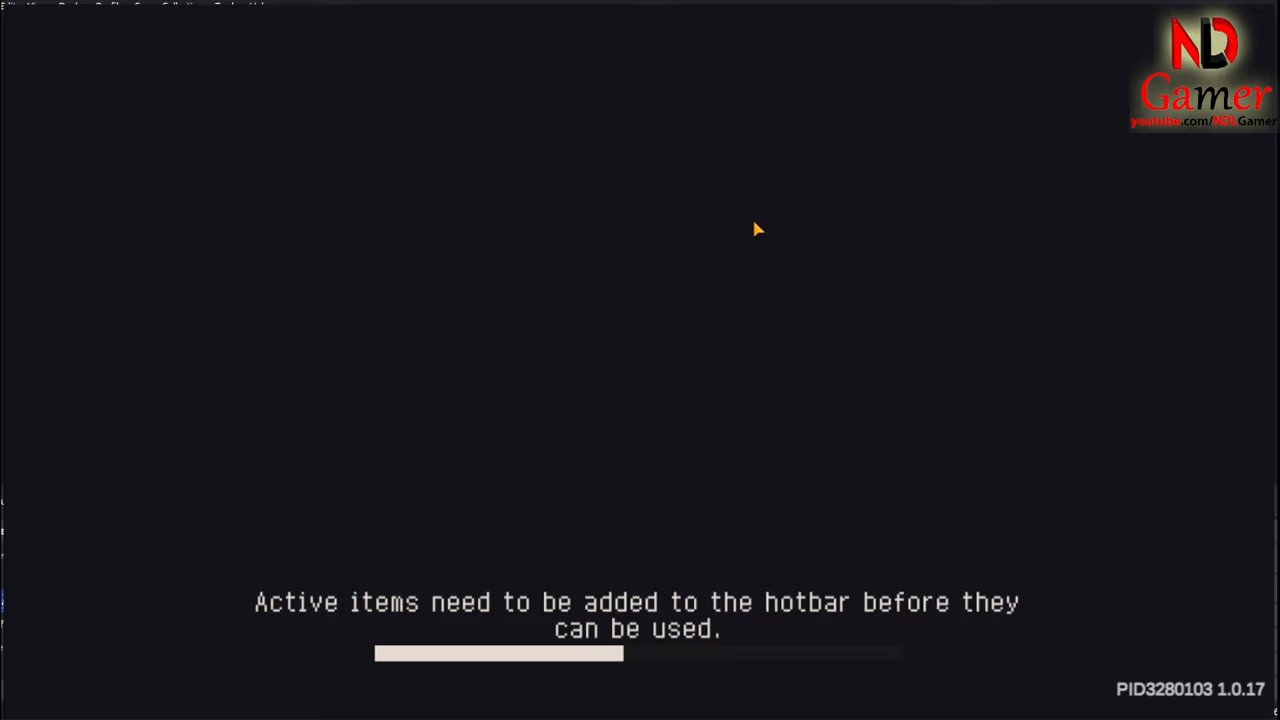 ND
Gamer
youtube.com/NDLGamer
Active items need to be added to the hotbar before they
can be used.
PID3280103 1.0.17